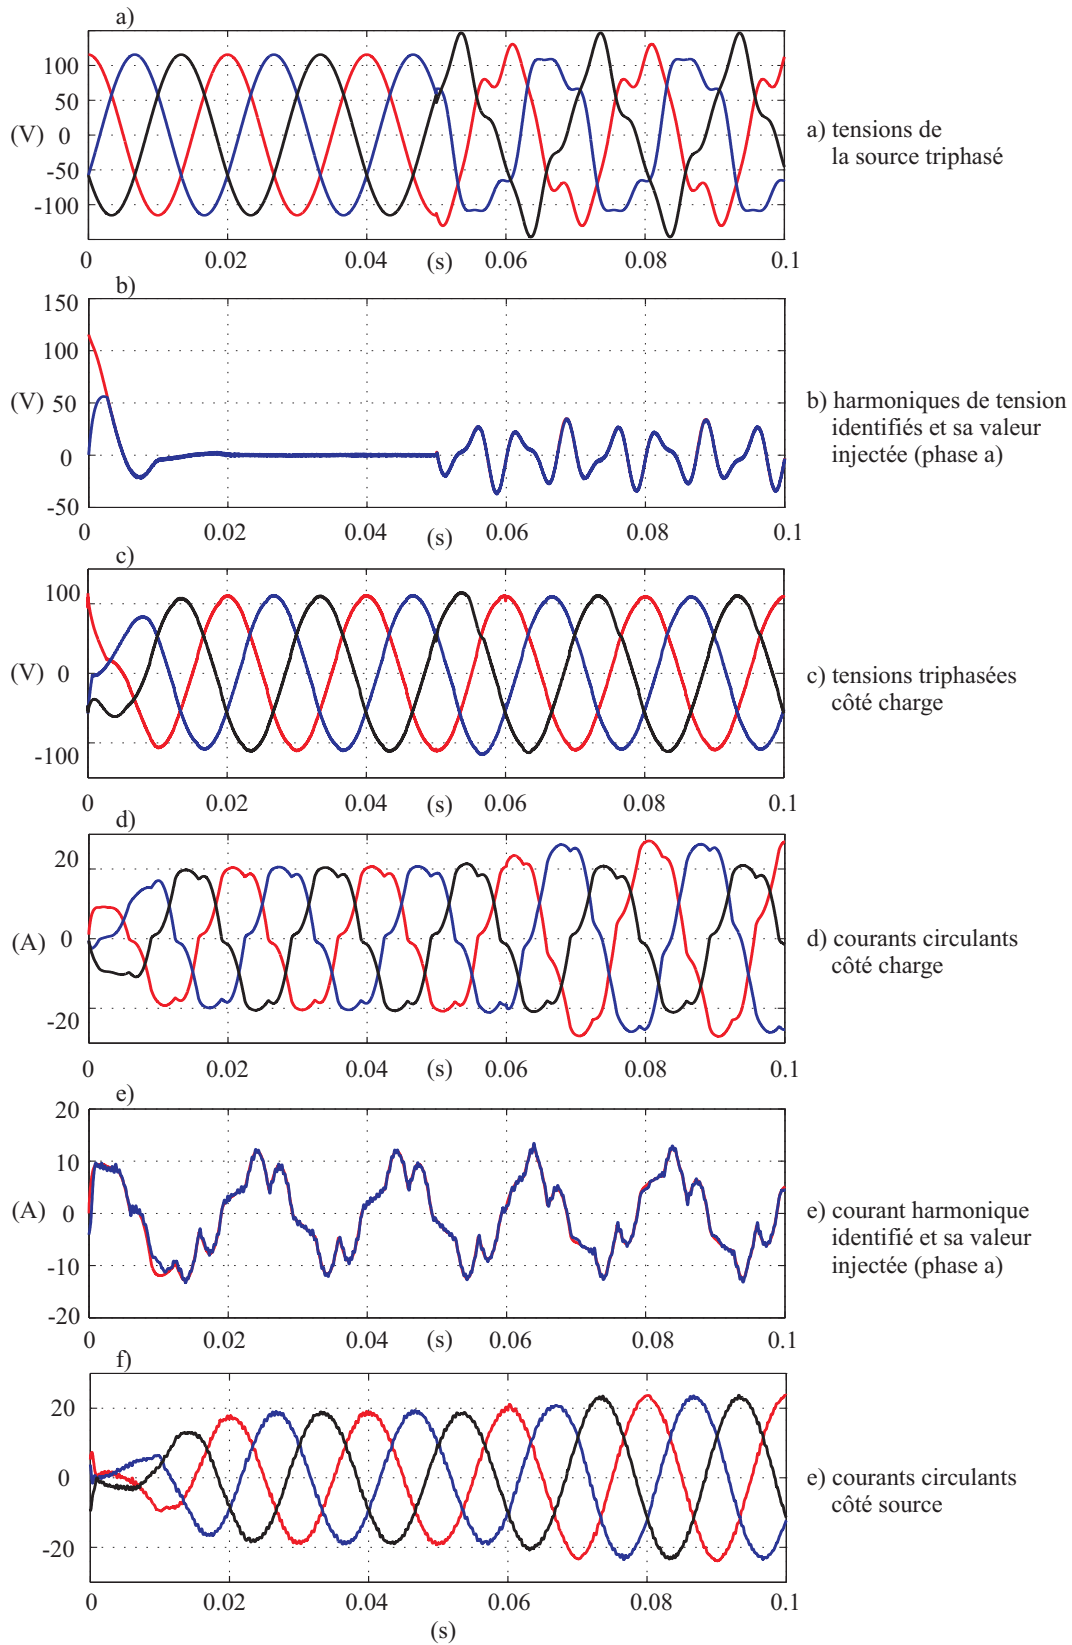 a)
100
50
(V)
0
-50
-100
a) tensions de
la source triphasé
0
0.02
0.04
(s)
0.06
0.08
0.1
b)
150
100
(V)
50
0
-50
b) harmoniques de tension
identifiés et sa valeur
injectée (phase a)
0
0.02
0.04
(s)
0.06
0.08
0.1
c)
100
(V)
0
-100
c) tensions triphasées
côté charge
0
0.02
0.04
(s)
0.06
0.08
0.1
d)
20
(A)
0
-20
d) courants circulants
côté charge
0
0.02
0.04
(s)
0.06
0.08
0.1
e)
20
10
(A)
0
-10
-20
e) courant harmonique
identifié et sa valeur
injectée (phase a)
0
0.02
0.04
(s)
0.06
0.08
0.1
f)
20
0
-20
e) courants circulants
côté source
0
0.02
0.04
0.06
0.08
0.1
(s)